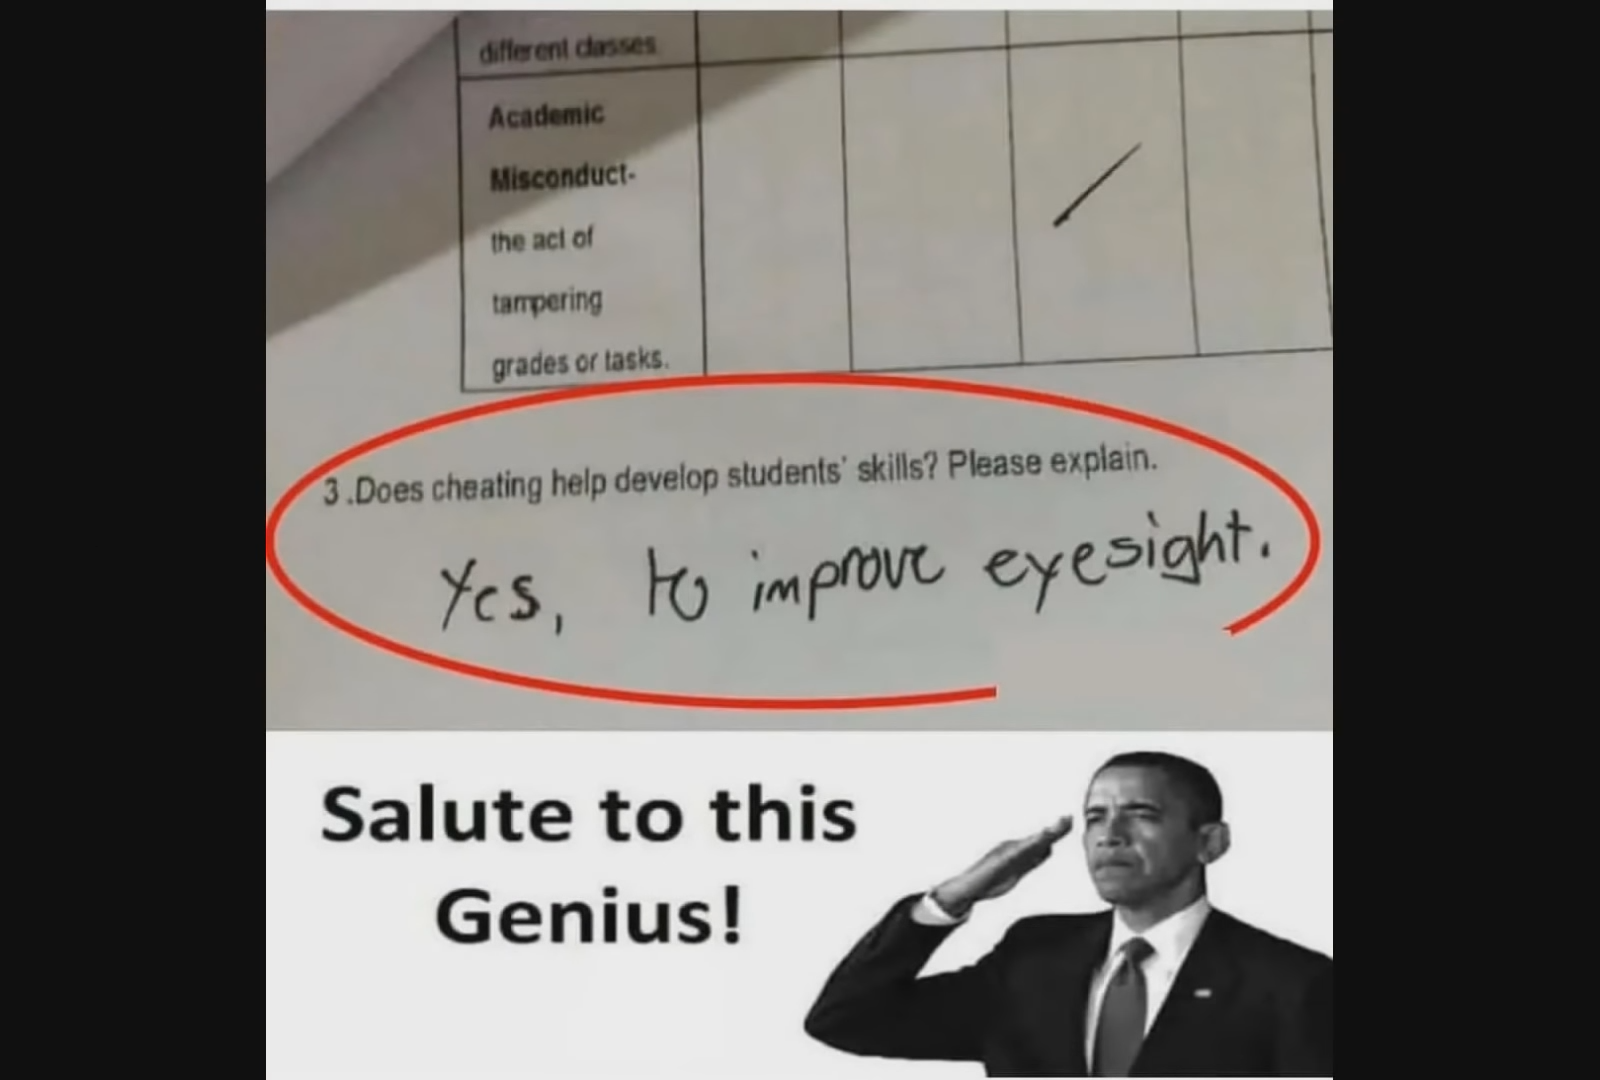 different classes
Academic
Misconduct-
the act of
tampering
grades or tasks.
3 .Does cheating help develop students' skills? Please explain.
Yes, to improve eyesight.
Salute to this
Genius!